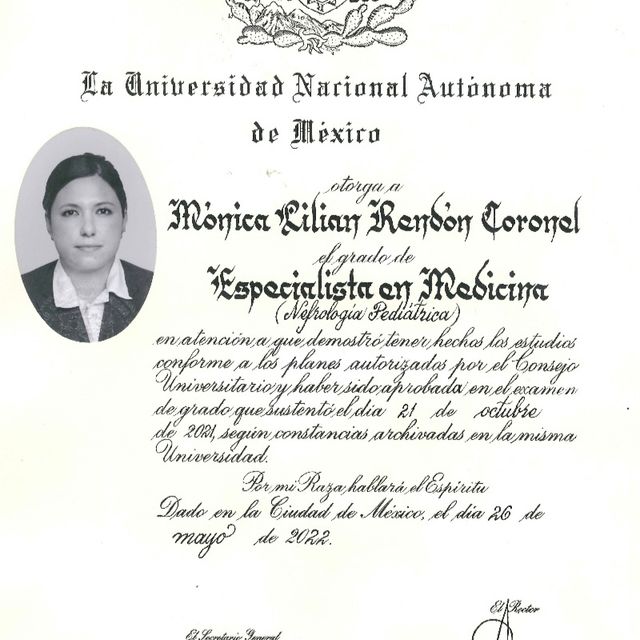 La Universidad Nacional Autónoma
de México
otorga a
Mónica Lilian Rendón Coronel
el grado de
Especialista en Medicina
(Nefrología Pediátrica)
en atención a que demostró tener hechos los estudios
conforme a los planes autorizados por el Consejo
Universitario y haber sido aprobada en el examen
de grado que sustentó el día 21 de octubre
de 2021, según constancias archivadas en la misma
Universidad.
Por mi Raza hablará el Espíritu
Dado en la Ciudad de México, el día 26 de
mayo de 2022.
El Rector
El Secretario General